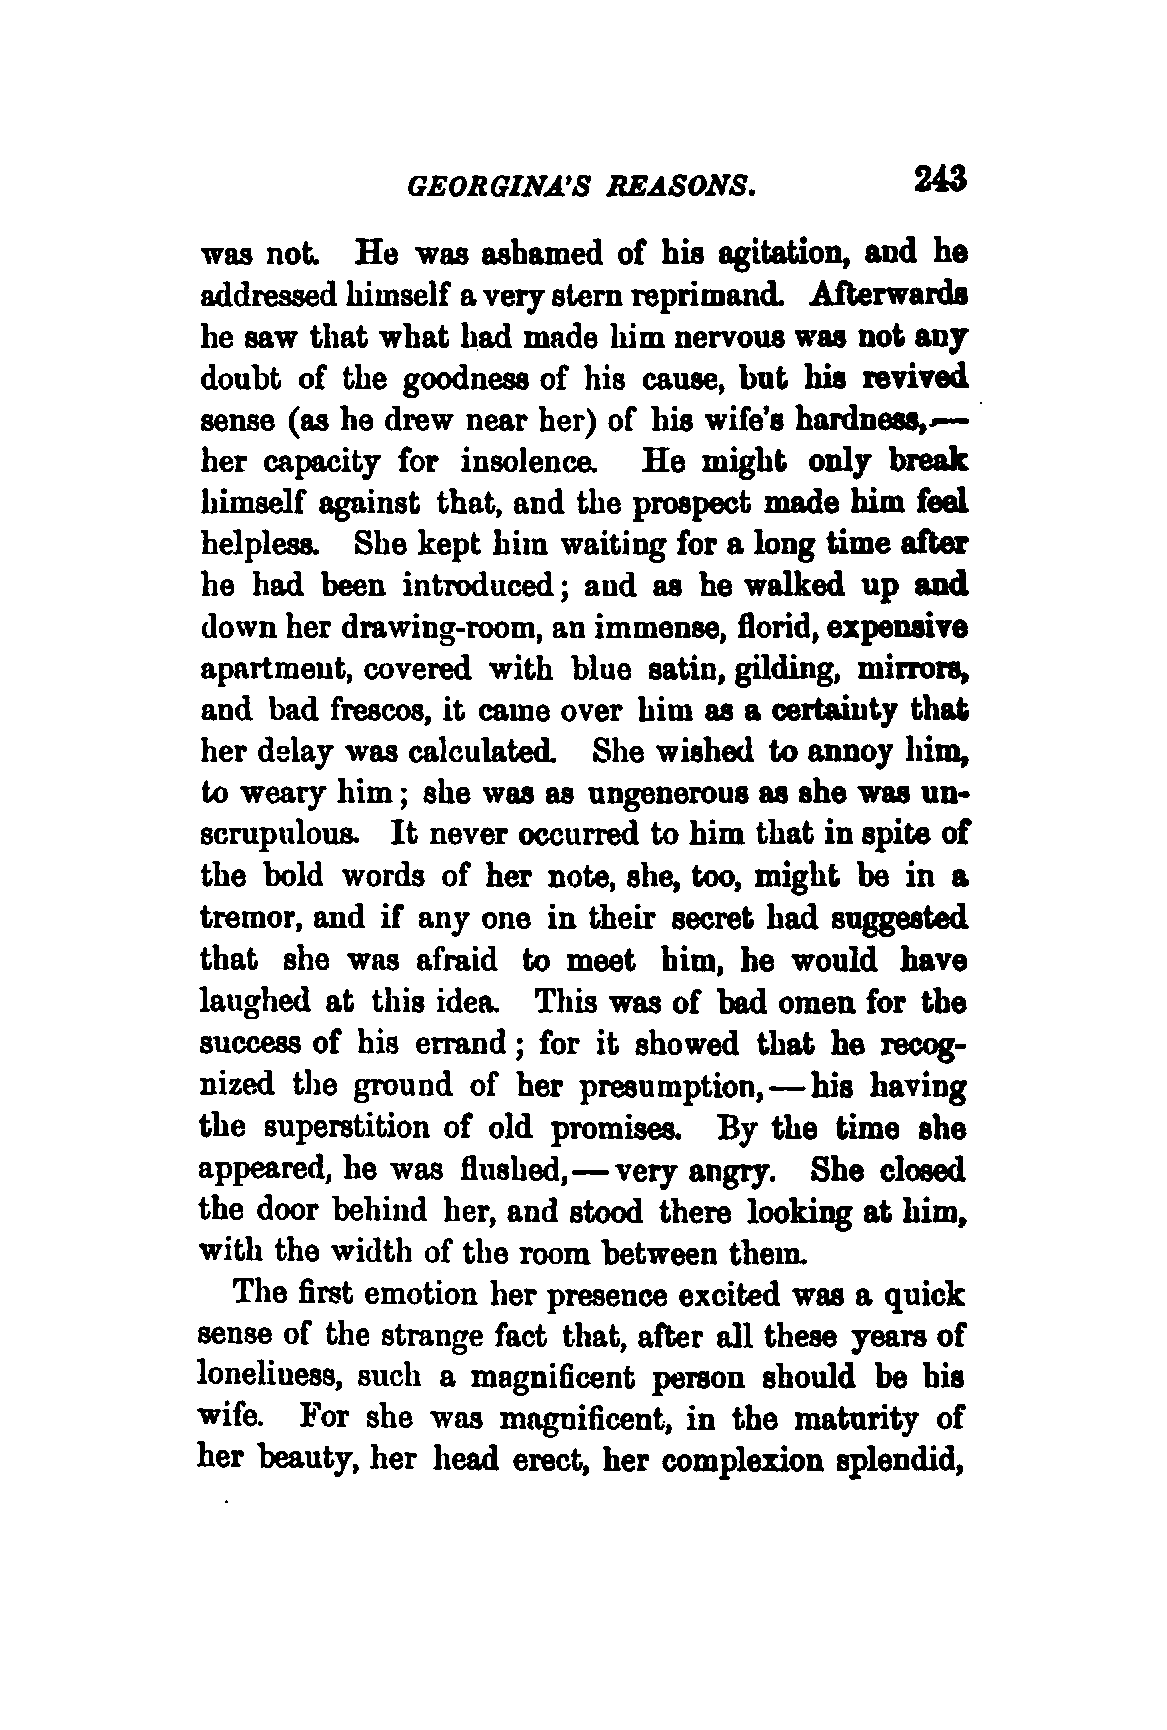 GEORGINA'S REASONS. 243
was not. He was ashamed of his agitation, and he
addressed himself a very stern reprimand. Afterwards
he saw that what had made him nervous was not any
doubt of the goodness of his cause, but his revived
sense (as he drew near her) of his wife's hardness,—
her capacity for insolence. He might only break
himself against that, and the prospect made him feel
helpless. She kept him waiting for a long time after
he had been introduced; and as he walked up and
down her drawing-room, an immense, florid, expensive
apartment, covered with blue satin, gilding, mirrors,
and bad frescos, it came over him as a certainty that
her delay was calculated. She wished to annoy him,
to weary him; she was as ungenerous as she was un-
scrupulous. It never occurred to him that in spite of
the bold words of her note, she, too, might be in a
tremor, and if any one in their secret had suggested
that she was afraid to meet him, he would have
laughed at this idea. This was of bad omen for the
success of his errand; for it showed that he recog-
nized the ground of her presumption,—his having
the superstition of old promises. By the time she
appeared, he was flushed,—very angry. She closed
the door behind her, and stood there looking at him,
with the width of the room between them.
The first emotion her presence excited was a quick
sense of the strange fact that, after all these years of
loneliness, such a magnificent person should be his
wife. For she was magnificent, in the maturity of
her beauty, her head erect, her complexion splendid,